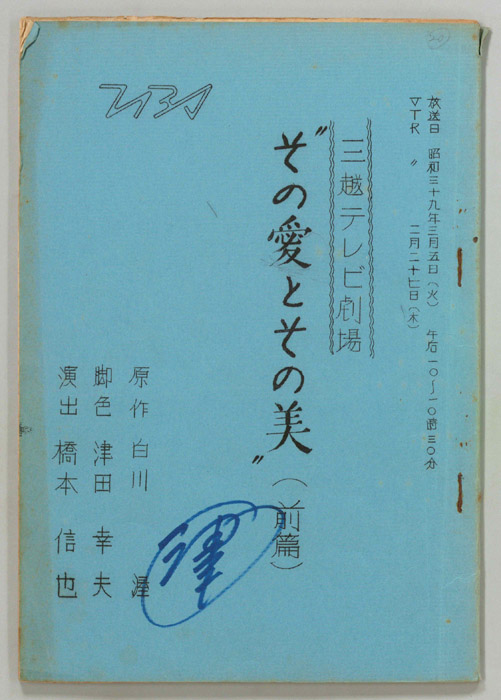 放送日 昭和三十九年三月五日(火) 午后一〇~一〇時三〇分
VTR 〃 二月二十七日(木)
三越テレビ劇場
"その愛とその美"(前篇)
原作 白川 渥
脚色 津田 幸夫
演出 橋本 信也
TBS
津